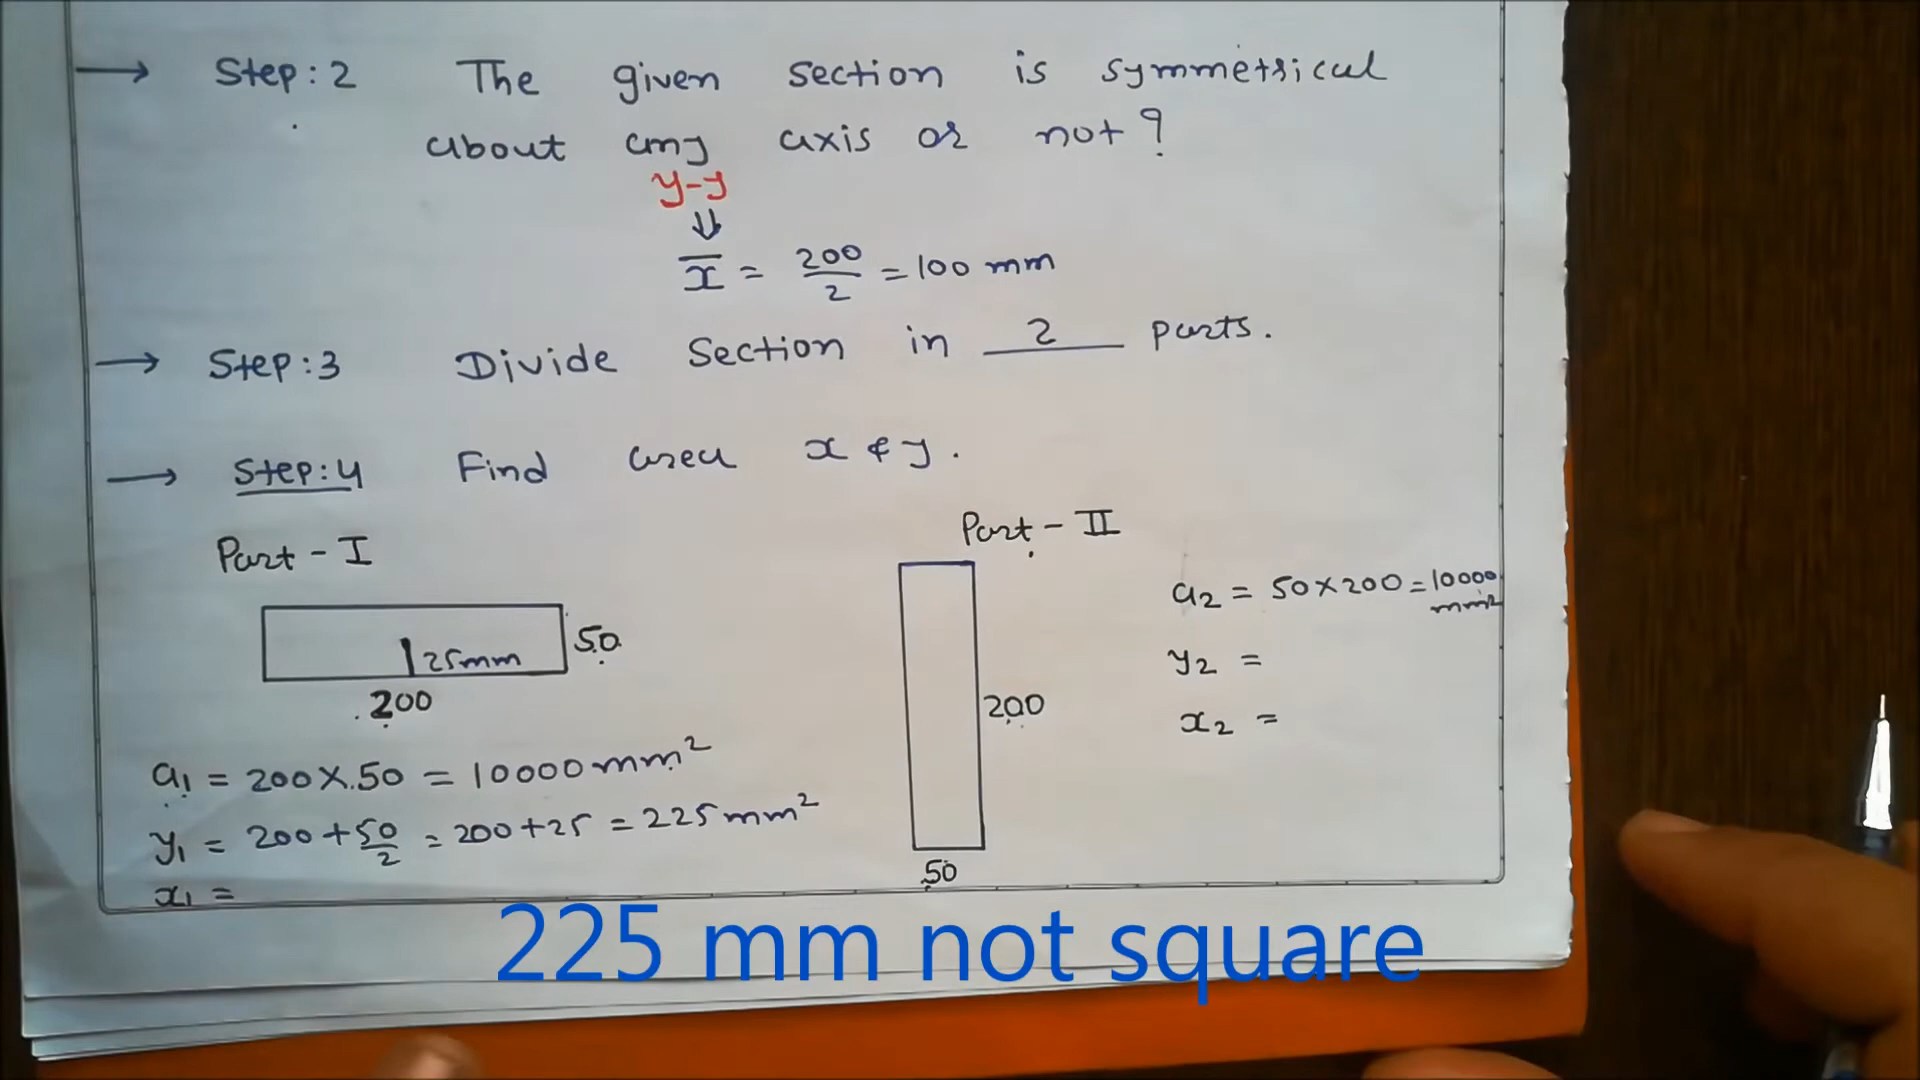 → Step:2 The given section is symmetrical
about any axis or not?
y-y
⇓
x̄ = 200/2 = 100 mm
→ Step:3 Divide section in 2 parts.
→ Step:4 Find area x & y.
Part - I
25mm
50
200
a1 = 200 x 50 = 10000 mm²
y1 = 200 + 50/2 = 200 + 25 = 225 mm²
x1 =
Part - II
200
50
a2 = 50 x 200 = 10000
mm²
y2 =
x2 =
225 mm not square